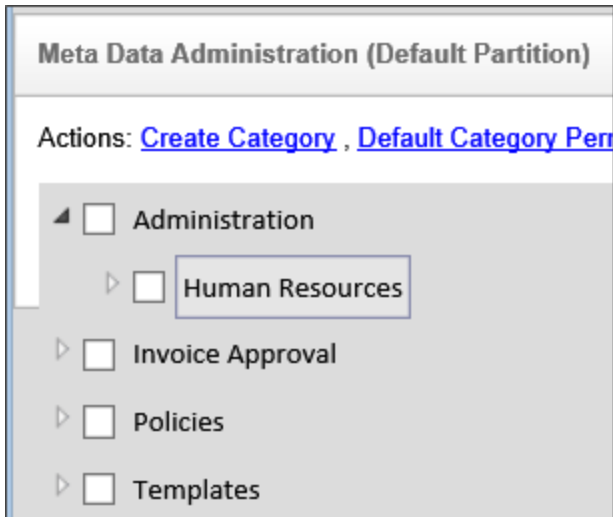 Meta Data Administration (Default Partition)
Actions: Create Category , Default Category Per
Administration
Human Resources
Invoice Approval
Policies
Templates